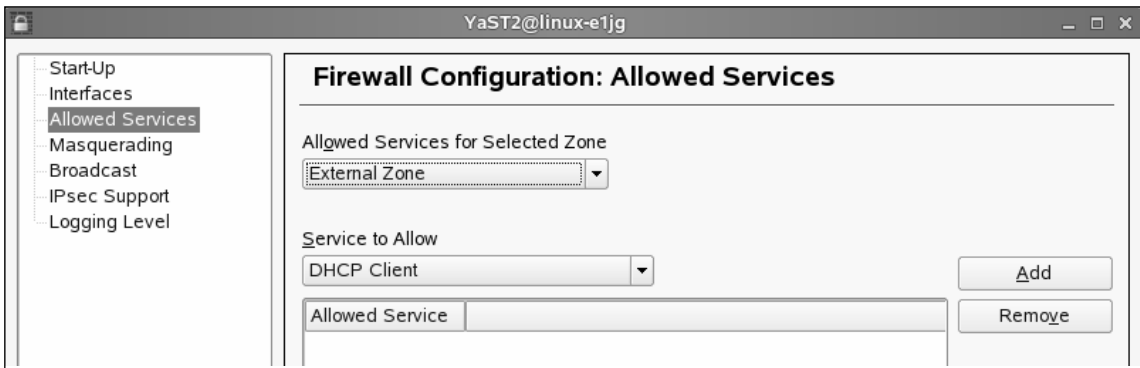 YaST2@linux-e1jg
Start-Up
Interfaces
Allowed Services
Masquerading
Broadcast
IPsec Support
Logging Level
Firewall Configuration: Allowed Services
Allowed Services for Selected Zone
External Zone
Service to Allow
DHCP Client
Add
Allowed Service
Remove